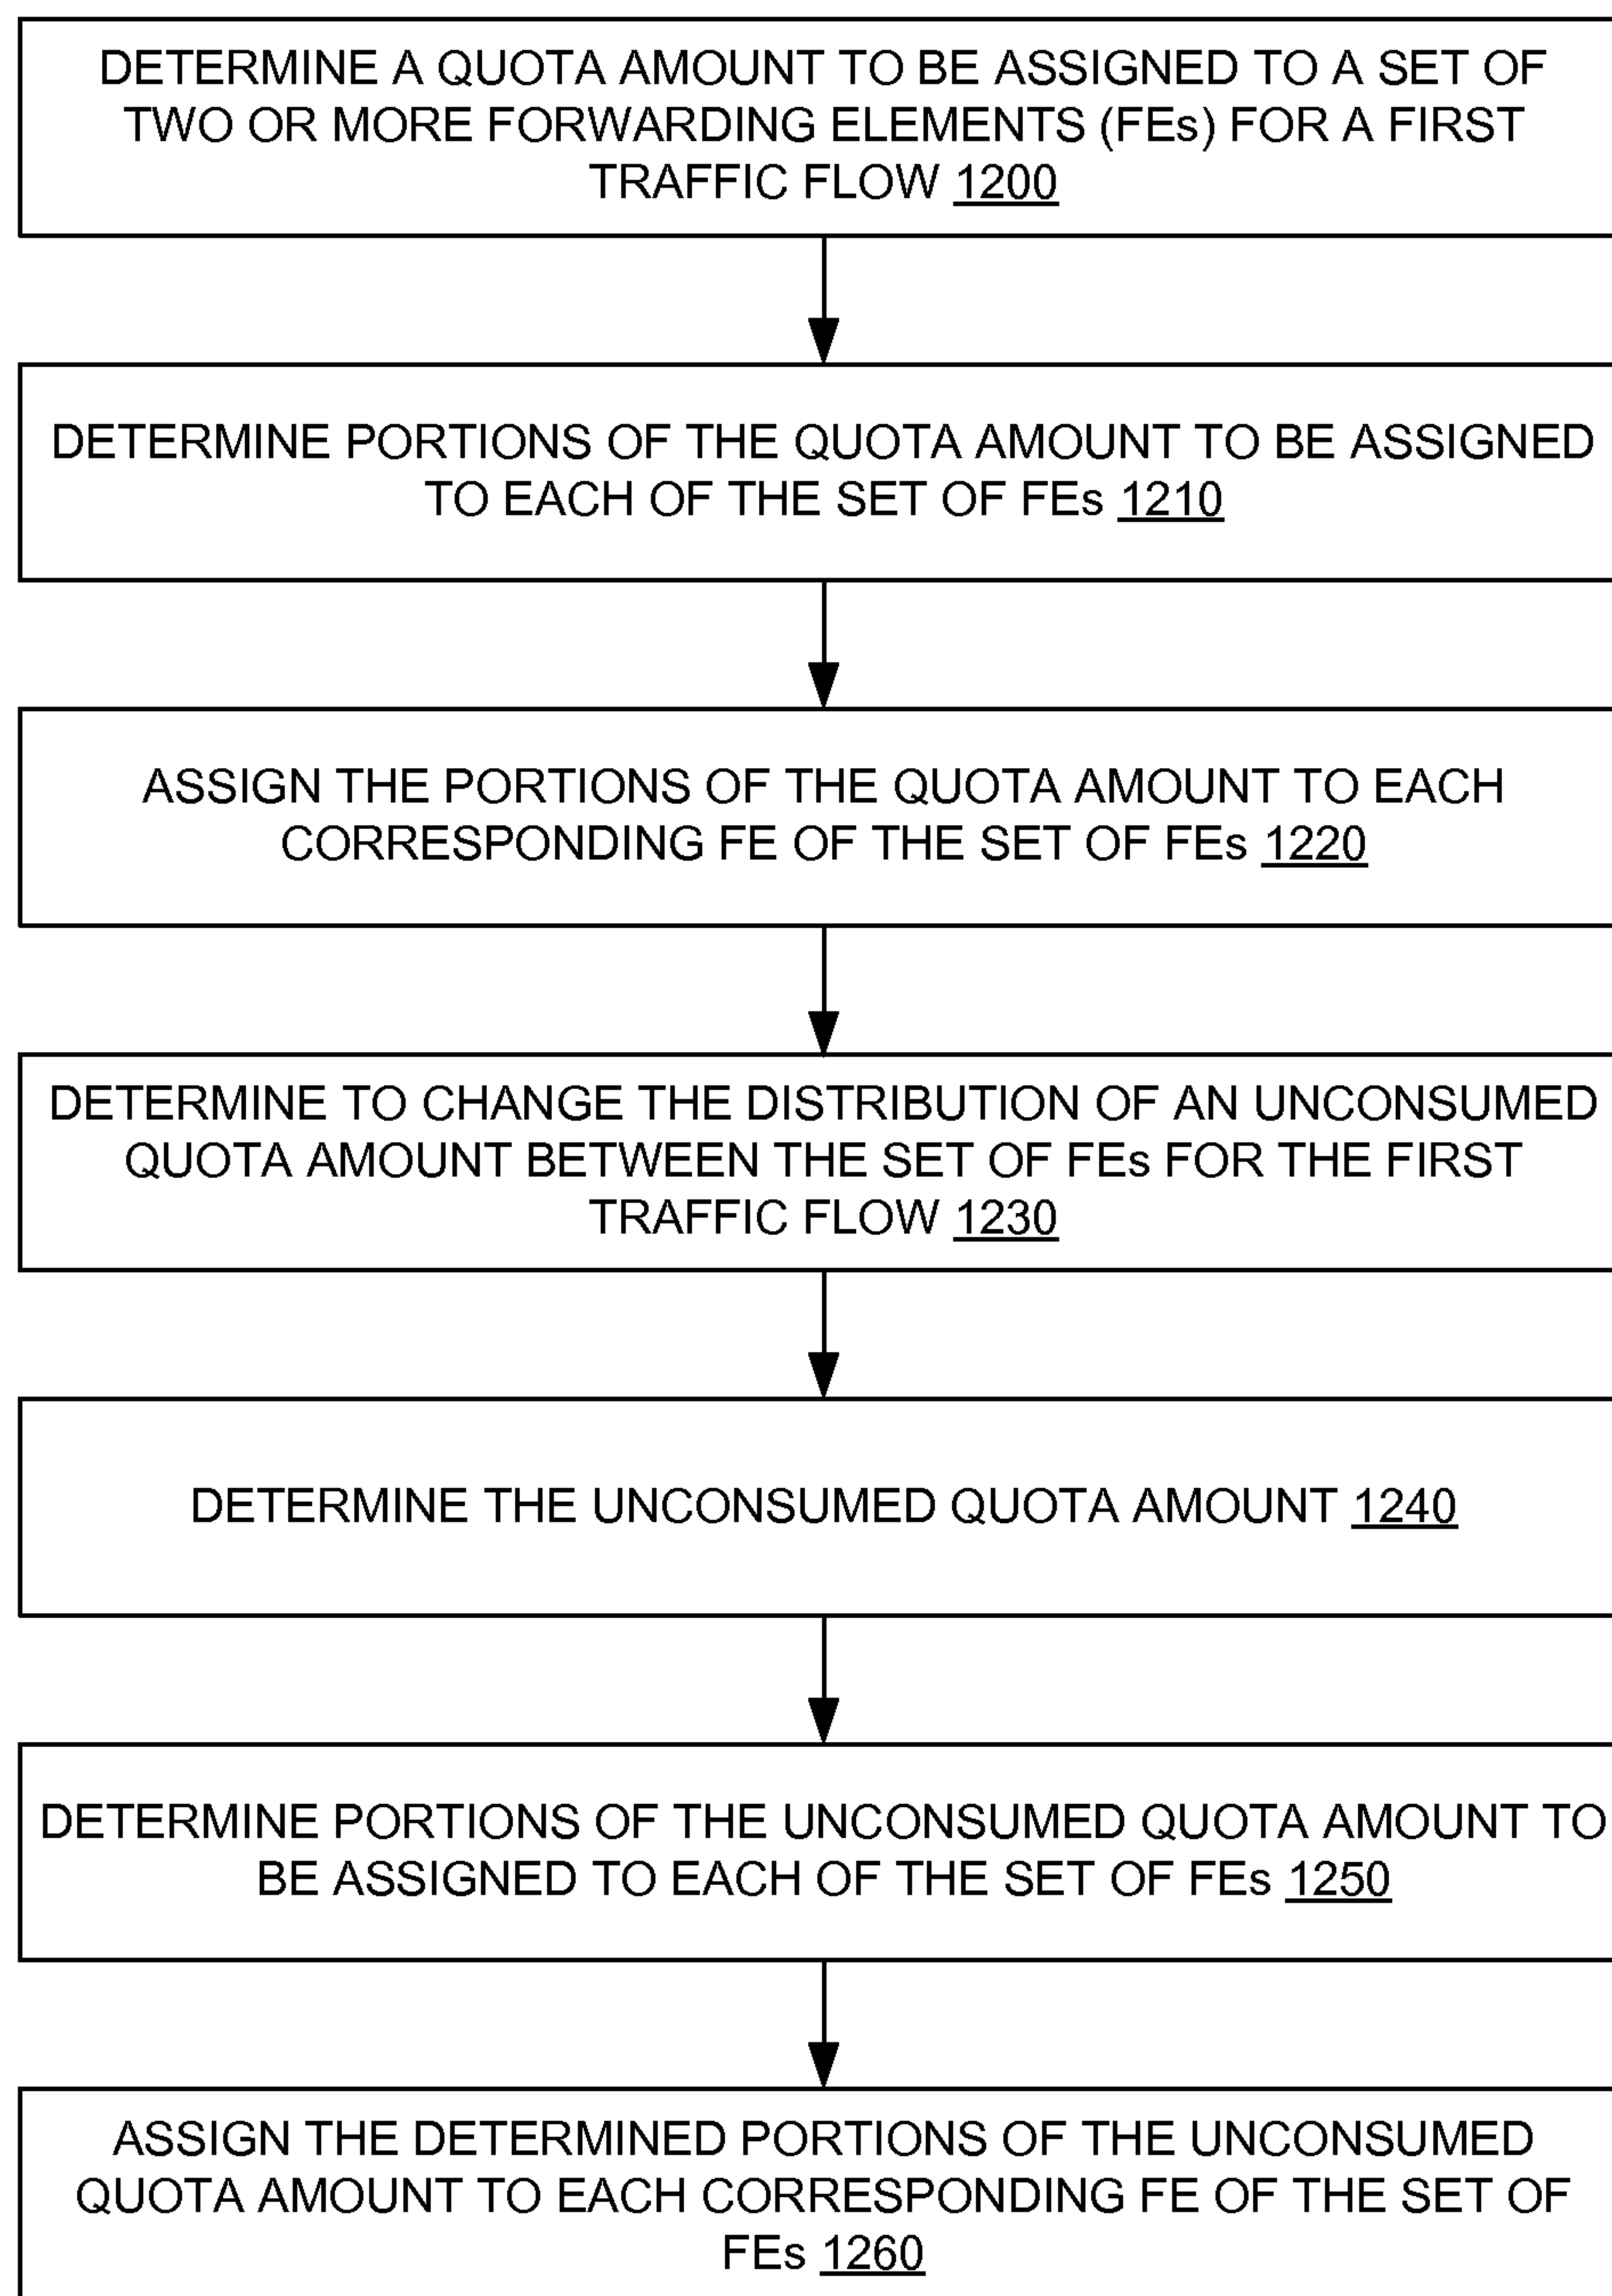 DETERMINE A QUOTA AMOUNT TO BE ASSIGNED TO A SET OF
TWO OR MORE FORWARDING ELEMENTS (FEs) FOR A FIRST
TRAFFIC FLOW 1200
DETERMINE PORTIONS OF THE QUOTA AMOUNT TO BE ASSIGNED
TO EACH OF THE SET OF FEs 1210
ASSIGN THE PORTIONS OF THE QUOTA AMOUNT TO EACH
CORRESPONDING FE OF THE SET OF FEs 1220
DETERMINE TO CHANGE THE DISTRIBUTION OF AN UNCONSUMED
QUOTA AMOUNT BETWEEN THE SET OF FEs FOR THE FIRST
TRAFFIC FLOW 1230
DETERMINE THE UNCONSUMED QUOTA AMOUNT 1240
DETERMINE PORTIONS OF THE UNCONSUMED QUOTA AMOUNT TO
BE ASSIGNED TO EACH OF THE SET OF FEs 1250
ASSIGN THE DETERMINED PORTIONS OF THE UNCONSUMED
QUOTA AMOUNT TO EACH CORRESPONDING FE OF THE SET OF
FEs 1260